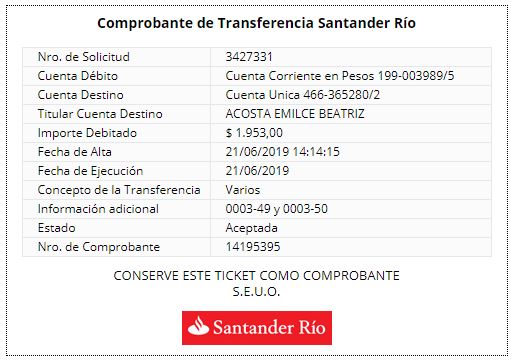 Comprobante de Transferencia Santander Río
Nro. de Solicitud 3427331
Cuenta Débito Cuenta Corriente en Pesos 199-003989/5
Cuenta Destino Cuenta Unica 466-365280/2
Titular Cuenta Destino ACOSTA EMILCE BEATRIZ
Importe Debitado $ 1.953,00
Fecha de Alta 21/06/2019 14:14:15
Fecha de Ejecución 21/06/2019
Concepto de la Transferencia Varios
Información adicional 0003-49 y 0003-50
Estado Aceptada
Nro. de Comprobante 14195395
CONSERVE ESTE TICKET COMO COMPROBANTE
S.E.U.O.
Santander Río